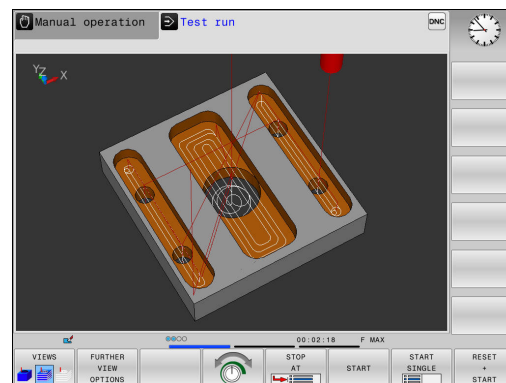 Manual operation
Test run
DNC
YZ X
00:02:18 F MAX
VIEWS
FURTHER
VIEW
OPTIONS
STOP
AT
START
START
SINGLE
RESET
+
START